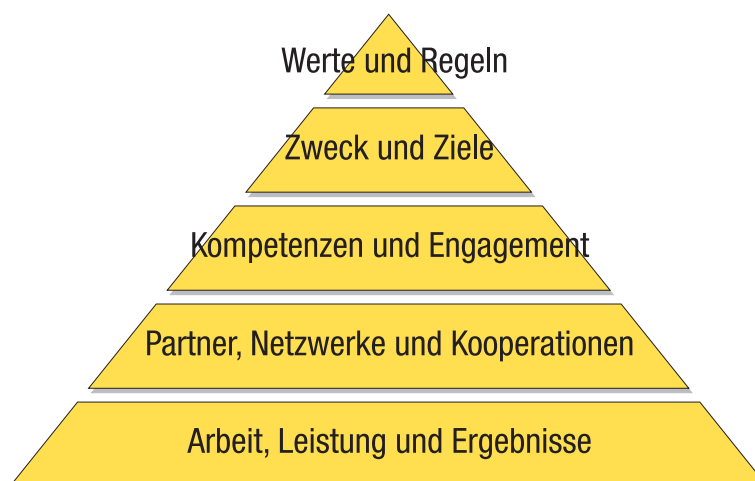 Werte und Regeln
Zweck und Ziele
Kompetenzen und Engagement
Partner, Netzwerke und Kooperationen
Arbeit, Leistung und Ergebnisse